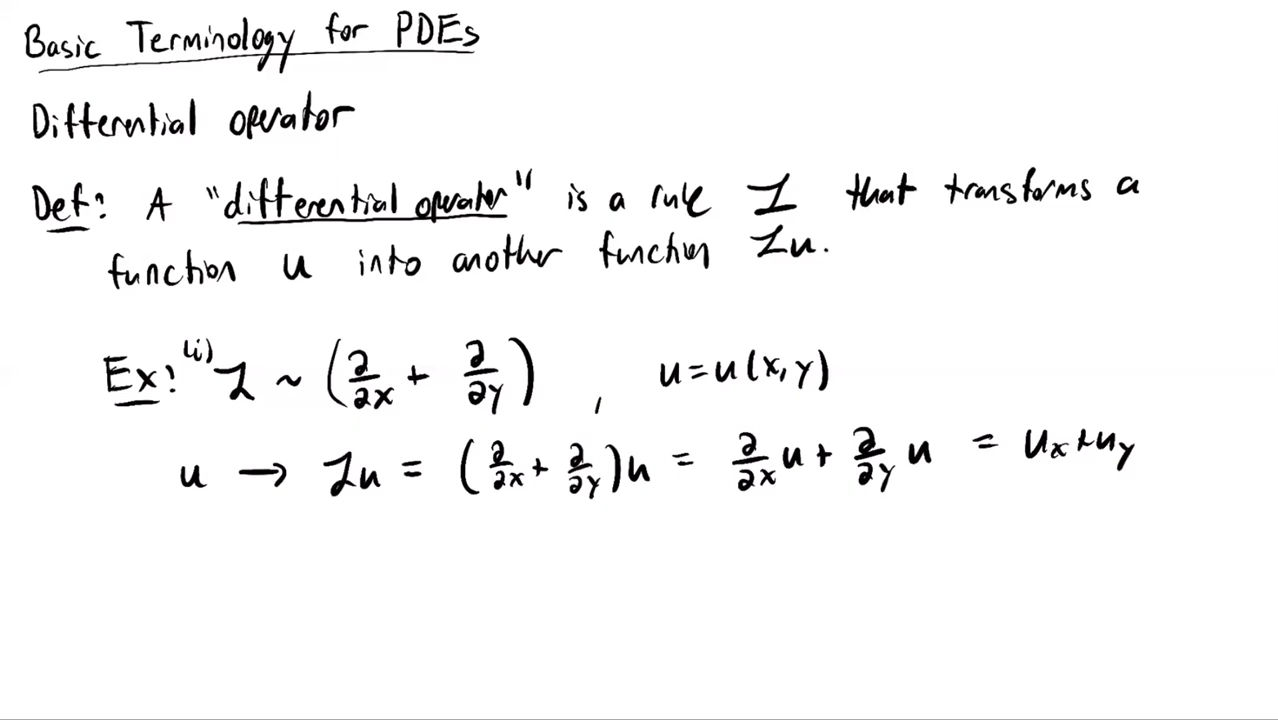 Basic Terminology for PDEs
Differential operator
Def: A "differential operator" is a rule ℒ that transforms a
function u into another function ℒu.
Ex: (i) ℒ ~ (∂/∂x + ∂/∂y) , u = u(x, y)
u → ℒu = (∂/∂x + ∂/∂y)u = ∂/∂x u + ∂/∂y u = uₓ + u_y